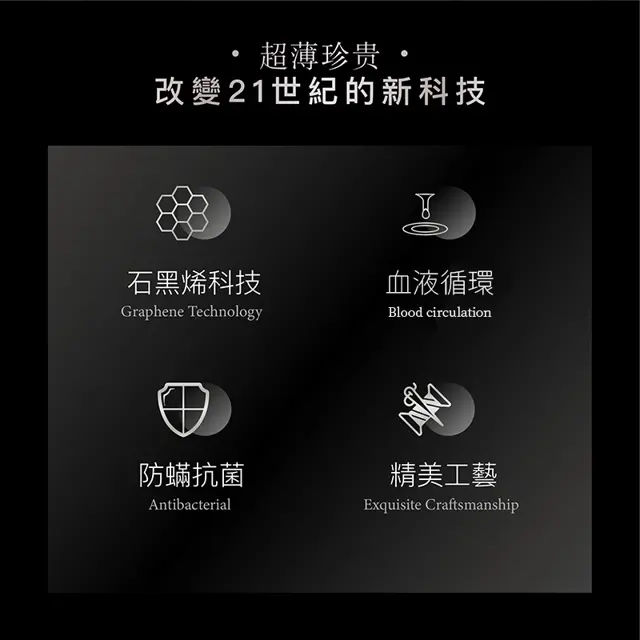 • 超薄珍贵 •
改變21世紀的新科技
石黑烯科技
Graphene Technology
血液循環
Blood circulation
防蟎抗菌
Antibacterial
精美工藝
Exquisite Craftsmanship